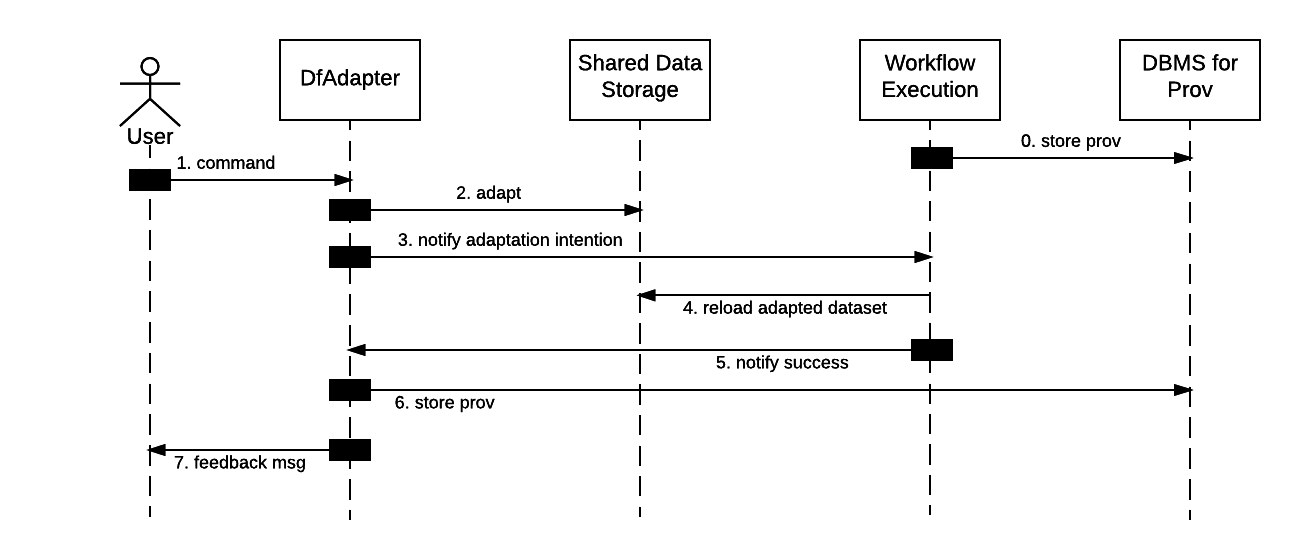 DfAdapter
Shared Data
Storage
Workflow
Execution
DBMS for
Prov
User
0. store prov
1. command
2. adapt
3. notify adaptation intention
4. reload adapted dataset
5. notify success
6. store prov
7. feedback msg